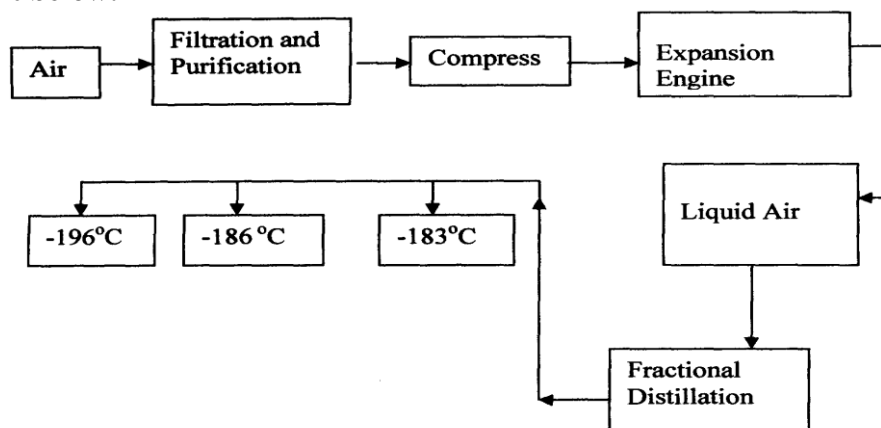 Air
Filtration and
Purification
Compress
Expansion
Engine
-196°C
-186 °C
-183°C
Liquid Air
Fractional
Distillation